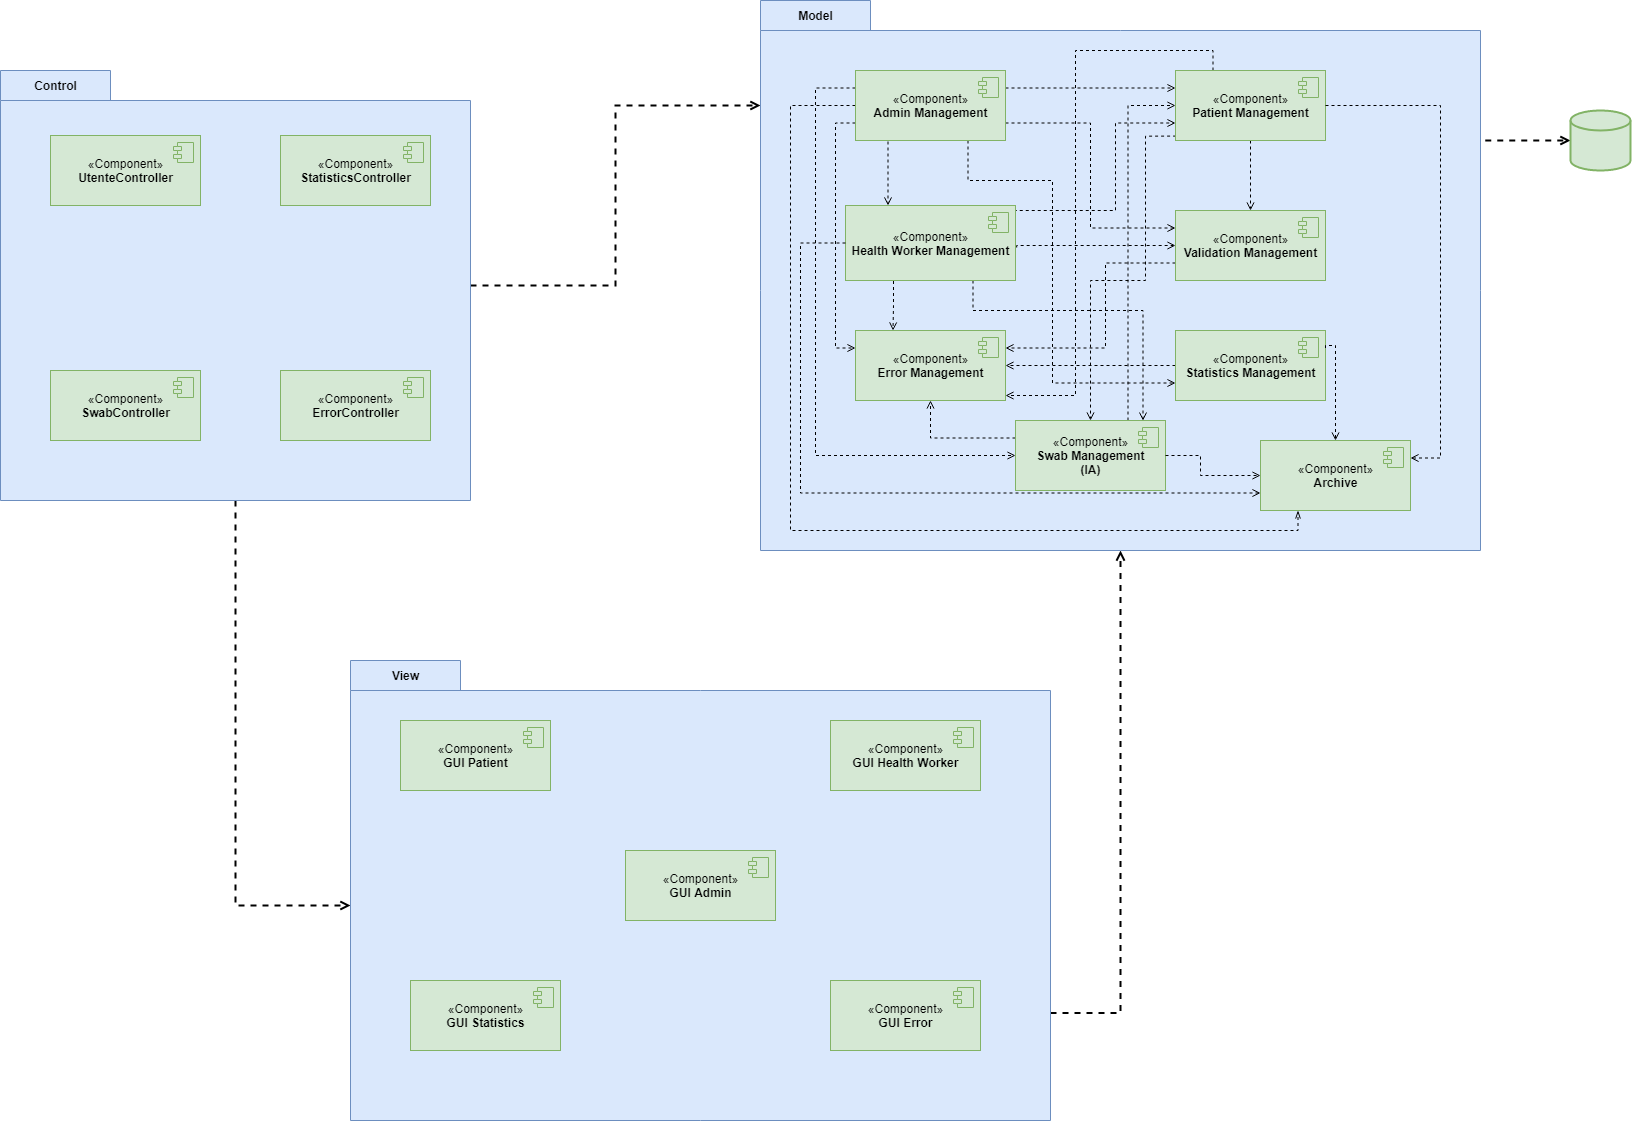 Model
Control
«Component»
Admin Management
«Component»
Patient Management
«Component»
UtenteController
«Component»
StatisticsController
«Component»
Health Worker Management
«Component»
Validation Management
«Component»
Error Management
«Component»
Statistics Management
«Component»
SwabController
«Component»
ErrorController
«Component»
Swab Management
(IA)
«Component»
Archive
View
«Component»
GUI Patient
«Component»
GUI Health Worker
«Component»
GUI Admin
«Component»
GUI Statistics
«Component»
GUI Error